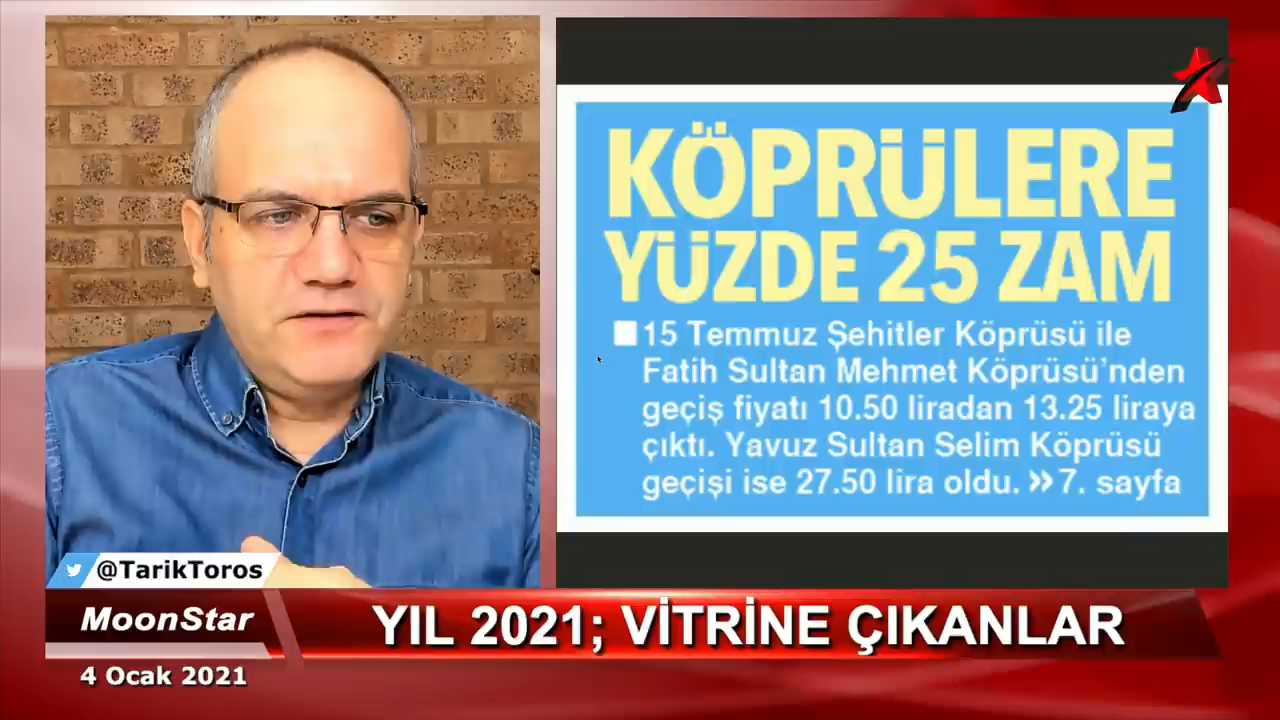 KÖPRÜLERE
YÜZDE 25 ZAM
15 Temmuz Şehitler Köprüsü ile
Fatih Sultan Mehmet Köprüsü'nden
geçiş fiyatı 10.50 liradan 13.25 liraya
çıktı. Yavuz Sultan Selim Köprüsü
geçişi ise 27.50 lira oldu. » 7. sayfa
@TarikToros
MoonStar
YIL 2021; VİTRİNE ÇIKANLAR
4 Ocak 2021